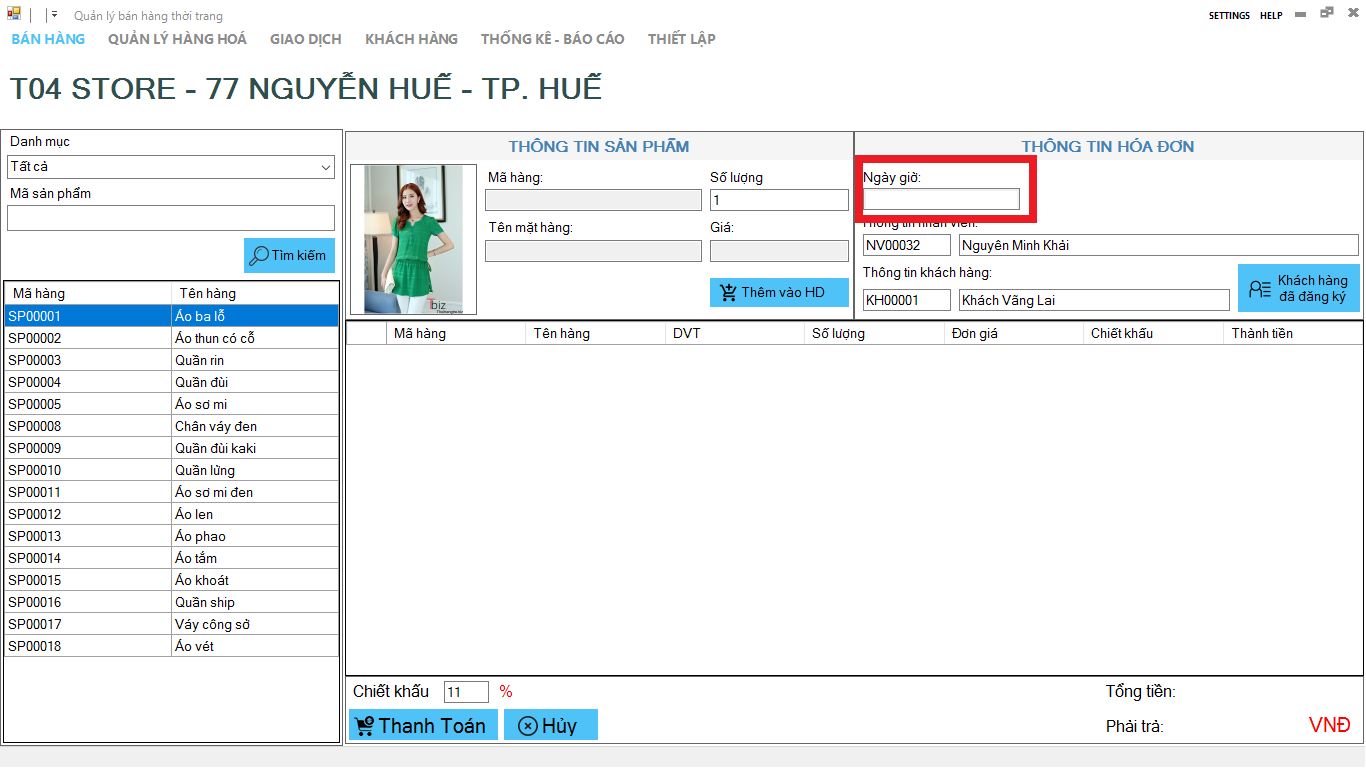 Quản lý bán hàng thời trang
SETTINGS HELP
BÁN HÀNG QUẢN LÝ HÀNG HOÁ GIAO DỊCH KHÁCH HÀNG THỐNG KÊ - BÁO CÁO THIẾT LẬP
T04 STORE - 77 NGUYỄN HUẾ - TP. HUẾ
Danh mục
Tất cả
Mã sản phẩm
Tìm kiếm
Mã hàng Tên hàng
SP00001 Áo ba lỗ
SP00002 Áo thun có cỗ
SP00003 Quần rin
SP00004 Quần đùi
SP00005 Áo sơ mi
SP00008 Chân váy đen
SP00009 Quần đùi kaki
SP00010 Quần lửng
SP00011 Áo sơ mi đen
SP00012 Áo len
SP00013 Áo phao
SP00014 Áo tắm
SP00015 Áo khoát
SP00016 Quần ship
SP00017 Váy công sở
SP00018 Áo vét
THÔNG TIN SẢN PHẨM
Mã hàng:
Số lượng
1
Tên mặt hàng:
Giá:
Thêm vào HD
THÔNG TIN HÓA ĐƠN
Ngày giờ:
Thông tin nhân viên:
NV00032 Nguyên Minh Khải
Thông tin khách hàng:
KH00001 Khách Vãng Lai
Khách hàng
đã đăng ký
Mã hàng Tên hàng DVT Số lượng Đơn giá Chiết khấu Thành tiền
Chiết khấu 11 %
Tổng tiền:
Thanh Toán Hủy
Phải trả: VNĐ